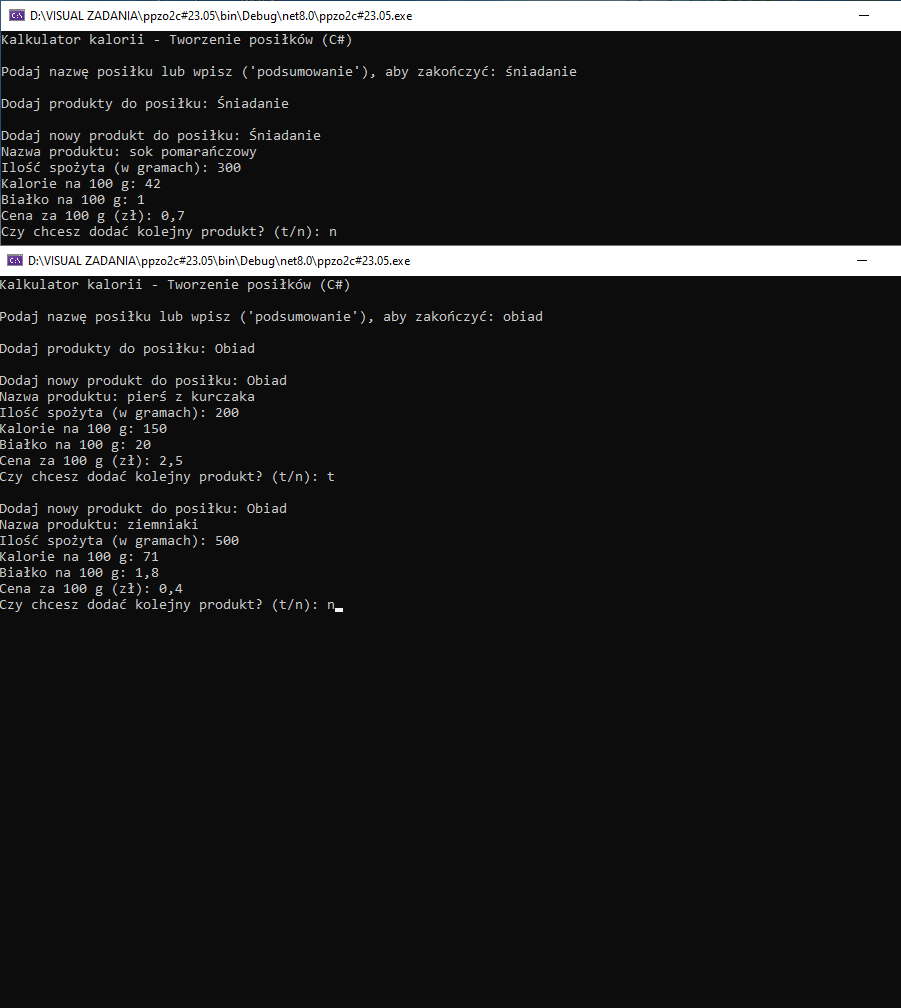 D:\VISUAL ZADANIA\ppzo2c#23.05\bin\Debug\net8.0\ppzo2c#23.05.exe
Kalkulator kalorii - Tworzenie posiłków (C#)
Podaj nazwę posiłku lub wpisz ('podsumowanie'), aby zakończyć: śniadanie
Dodaj produkty do posiłku: Śniadanie
Dodaj nowy produkt do posiłku: Śniadanie
Nazwa produktu: sok pomarańczowy
Ilość spożyta (w gramach): 300
Kalorie na 100 g: 42
Białko na 100 g: 1
Cena za 100 g (zł): 0,7
Czy chcesz dodać kolejny produkt? (t/n): n
D:\VISUAL ZADANIA\ppzo2c#23.05\bin\Debug\net8.0\ppzo2c#23.05.exe
Kalkulator kalorii - Tworzenie posiłków (C#)
Podaj nazwę posiłku lub wpisz ('podsumowanie'), aby zakończyć: obiad
Dodaj produkty do posiłku: Obiad
Dodaj nowy produkt do posiłku: Obiad
Nazwa produktu: pierś z kurczaka
Ilość spożyta (w gramach): 200
Kalorie na 100 g: 150
Białko na 100 g: 20
Cena za 100 g (zł): 2,5
Czy chcesz dodać kolejny produkt? (t/n): t
Dodaj nowy produkt do posiłku: Obiad
Nazwa produktu: ziemniaki
Ilość spożyta (w gramach): 500
Kalorie na 100 g: 71
Białko na 100 g: 1,8
Cena za 100 g (zł): 0,4
Czy chcesz dodać kolejny produkt? (t/n): n